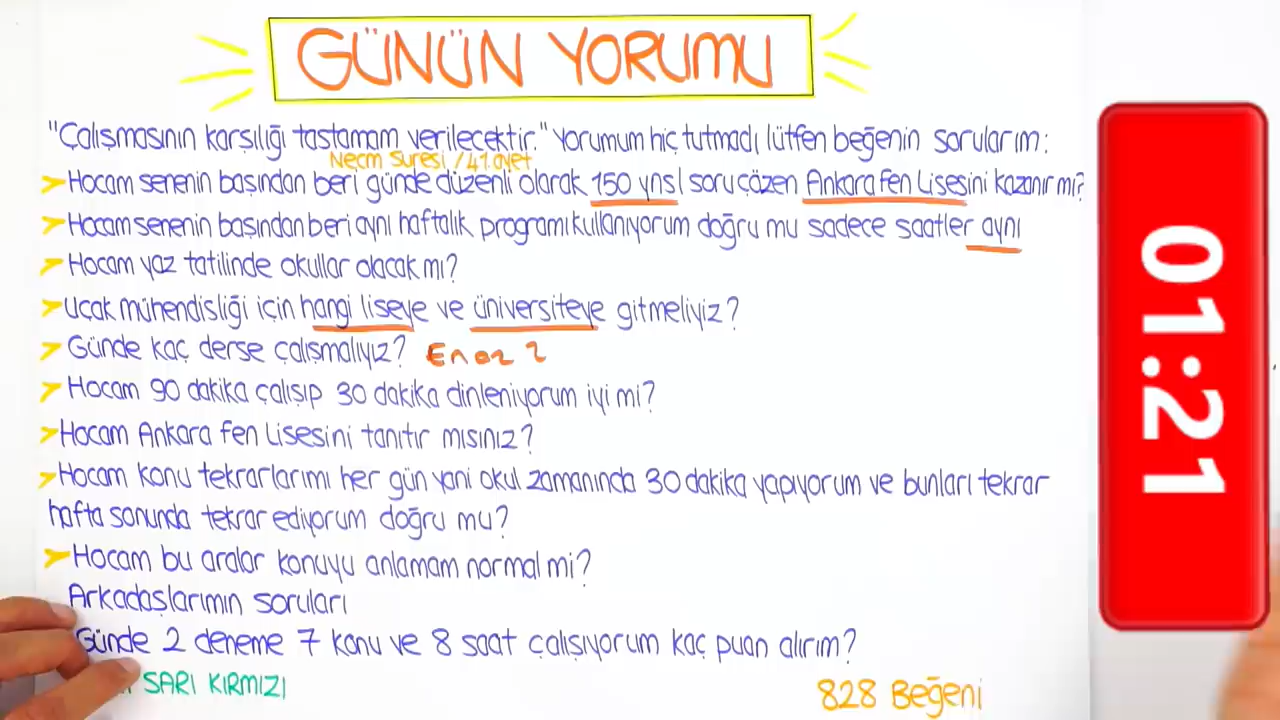 GÜNÜN YORUMU
"Çalışmasının karşılığı tastamam verilecektir." Yorumum hiç tutmadı, lütfen beğenin sorularım:
Necm Suresi / 41. ayet
Hocam senenin başından beri günde düzenli olarak 150 yns1 soru çözen Ankara fen Lisesini kazanır mı?
Hocam senenin başından beri aynı haftalık programı kullanıyorum doğru mu sadece saatler aynı
Hocam yaz tatilinde okullar olacak mı?
Uçak mühendisliği için hangi liseye ve üniversiteye gitmeliyiz?
Günde kaç derse çalışmalıyız? En az 2
Hocam 90 dakika çalışıp 30 dakika dinleniyorum iyi mi?
Hocam Ankara fen Lisesini tanıtır mısınız?
Hocam konu tekrarlarımı her gün yani okul zamanında 30 dakika yapıyorum ve bunları tekrar
hafta sonunda tekrar ediyorum doğru mu?
Hocam bu aralar konuyu anlamam normal mi?
Arkadaşlarımın soruları
Günde 2 deneme 7 konu ve 8 saat çalışıyorum kaç puan alırım?
SARI KIRMIZI
828 Beğeni
01:21